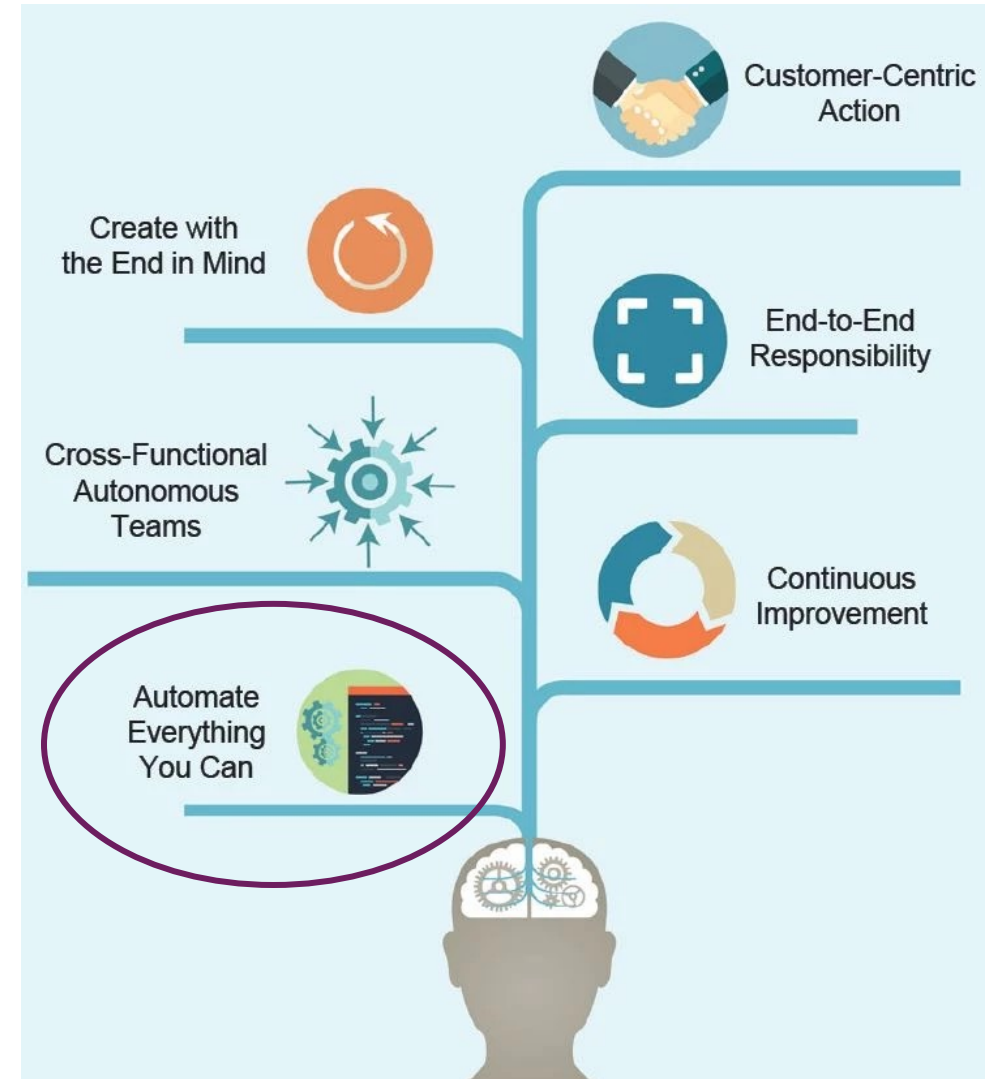 Customer-Centric
Action
Create with
the End in Mind
End-to-End
Responsibility
Cross-Functional
Autonomous
Teams
Continuous
Improvement
Automate
Everything
You Can